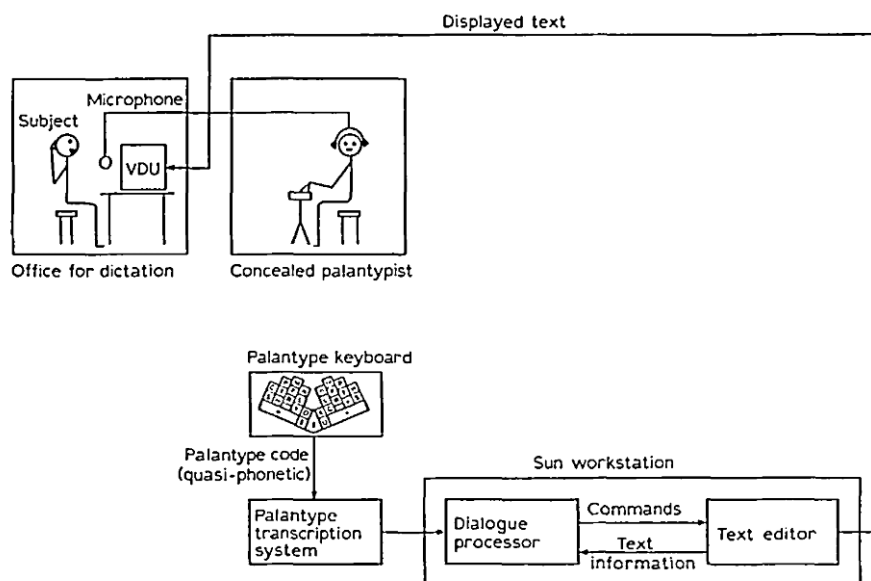 Displayed text
Microphone
Subject
VDU
Office for dictation
Concealed palantypist
Palantype keyboard
Palantype code
(quasi-phonetic)
Sun workstation
Palantype
transcription
system
Dialogue
processor
Commands
Text
information
Text editor